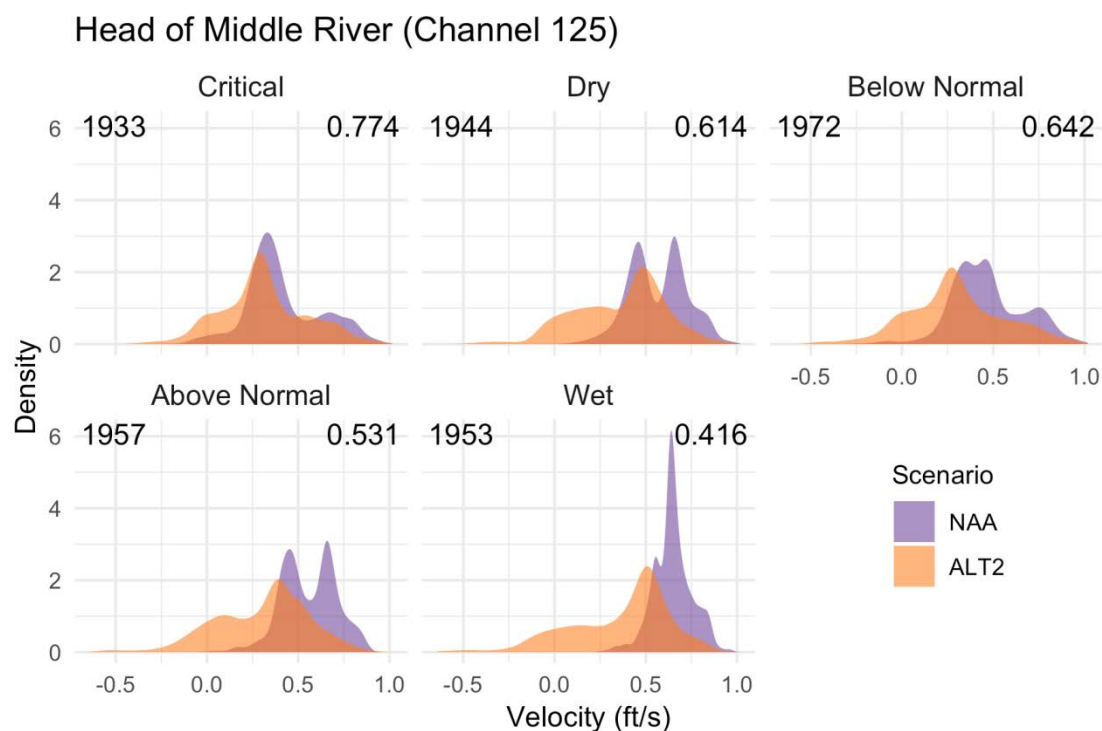 Head of Middle River (Channel 125)
Critical
Dry
Below Normal
6
1933
0.774
1944
0.614
1972
0.642
4
2
0
-0.5
0.0
0.5
1.0
Above Normal
Wet
Density
6
1957
0.531
1953
0.416
4
2
0
-0.5
0.0
0.5
1.0
-0.5
0.0
0.5
1.0
Velocity (ft/s)
Scenario
NAA
ALT2